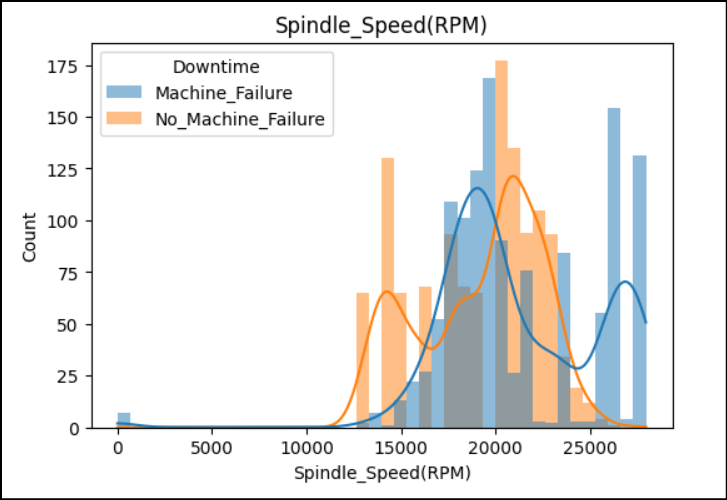 Spindle_Speed(RPM)
Downtime
Machine_Failure
No_Machine_Failure
Count
175
150
125
100
75
50
25
0
0
5000
10000
15000
20000
25000
Spindle_Speed(RPM)